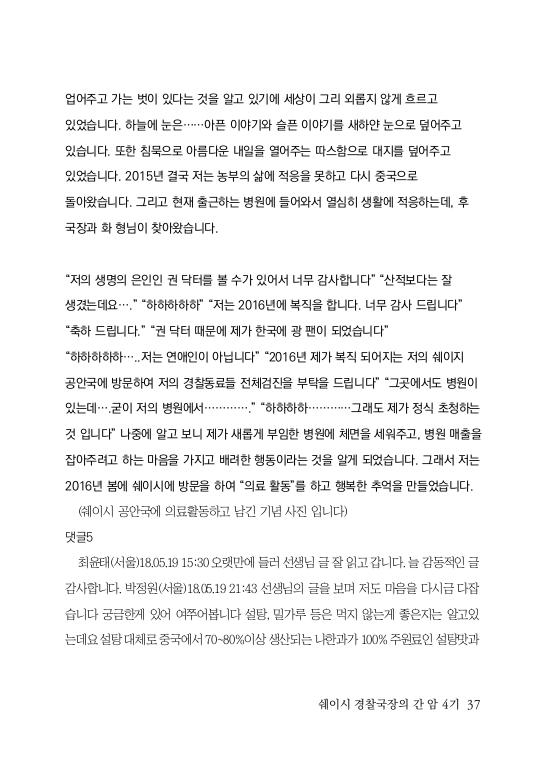 업어주고 가는 벗이 있다는 것을 알고 있기에 세상이 그리 외롭지 않게 흐르고
있었습니다. 하늘에 눈은……아픈 이야기와 슬픈 이야기를 새하얀 눈으로 덮어주고
있습니다. 또한 침묵으로 아름다운 내일을 열어주는 따스함으로 대지를 덮어주고
있었습니다. 2015년 결국 저는 농부의 삶에 적응을 못하고 다시 중국으로
돌아왔습니다. 그리고 현재 출근하는 병원에 들어와서 열심히 생활에 적응하는데, 후
국장과 화 형님이 찾아왔습니다.
“저의 생명의 은인인 권 닥터를 볼 수가 있어서 너무 감사합니다” “산적보다는 잘
생겼는데요….” “하하하하하” “저는 2016년에 복직을 합니다. 너무 감사 드립니다”
“축하 드립니다.” “권 닥터 때문에 제가 한국에 광 팬이 되었습니다”
“하하하하하…..저는 연애인이 아닙니다” “2016년 제가 복직 되어지는 저의 쉐이지
공안국에 방문하여 저의 경찰동료들 전체검진을 부탁을 드립니다” “그곳에서도 병원이
있는데….굳이 저의 병원에서………….” “하하하하…………그래도 제가 정식 초청하는
것 입니다” 나중에 알고 보니 제가 새롭게 부임한 병원에 체면을 세워주고, 병원 매출을
잡아주려고 하는 마음을 가지고 배려한 행동이라는 것을 알게 되었습니다. 그래서 저는
2016년 봄에 쉐이시에 방문을 하여 “의료 활동”를 하고 행복한 추억을 만들었습니다.
(쉐이시 공안국에 의료활동하고 남긴 기념 사진 입니다)
댓글5
최윤태(서울)18.05.19 15:30 오랫만에 들러 선생님 글 잘 읽고 갑니다. 늘 감동적인 글
감사합니다. 박정원(서울)18.05.19 21:43 선생님의 글을 보며 저도 마음을 다시금 다잡
습니다 궁금한게 있어 여쭈어봅니다 설탕, 밀가루 등은 먹지 않는게 좋은지는 알고있
는데요 설탕 대체로 중국에서 70~80%이상 생산되는 나한과가 100% 주원료인 설탕맛과
쉐이시 경찰국장의 간 암 4기 37